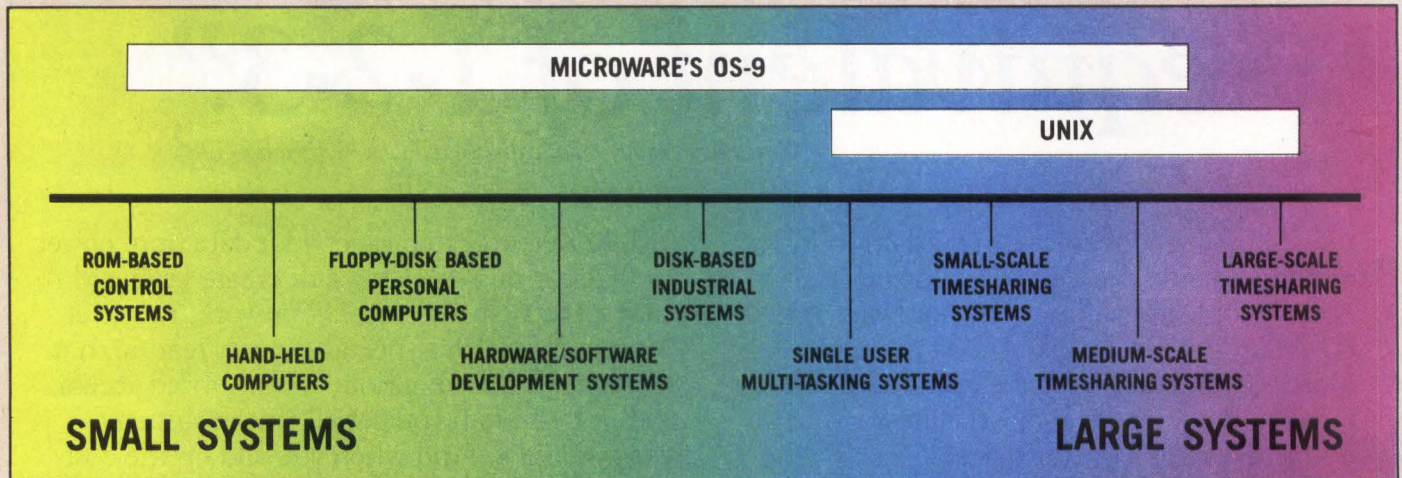 MICROWARE'S OS-9
UNIX
ROM-BASED
CONTROL
SYSTEMS
HAND-HELD
COMPUTERS
FLOPPY-DISK BASED
PERSONAL
COMPUTERS
HARDWARE/SOFTWARE
DEVELOPMENT SYSTEMS
DISK-BASED
INDUSTRIAL
SYSTEMS
SINGLE USER
MULTI-TASKING SYSTEMS
SMALL-SCALE
TIMESHARING
SYSTEMS
MEDIUM-SCALE
TIMESHARING SYSTEMS
LARGE-SCALE
TIMESHARING
SYSTEMS
SMALL SYSTEMS
LARGE SYSTEMS